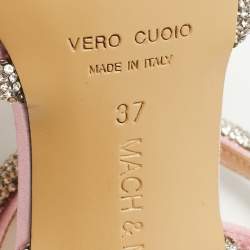 VERO CUOIO
MADE IN ITALY
37
MACH &